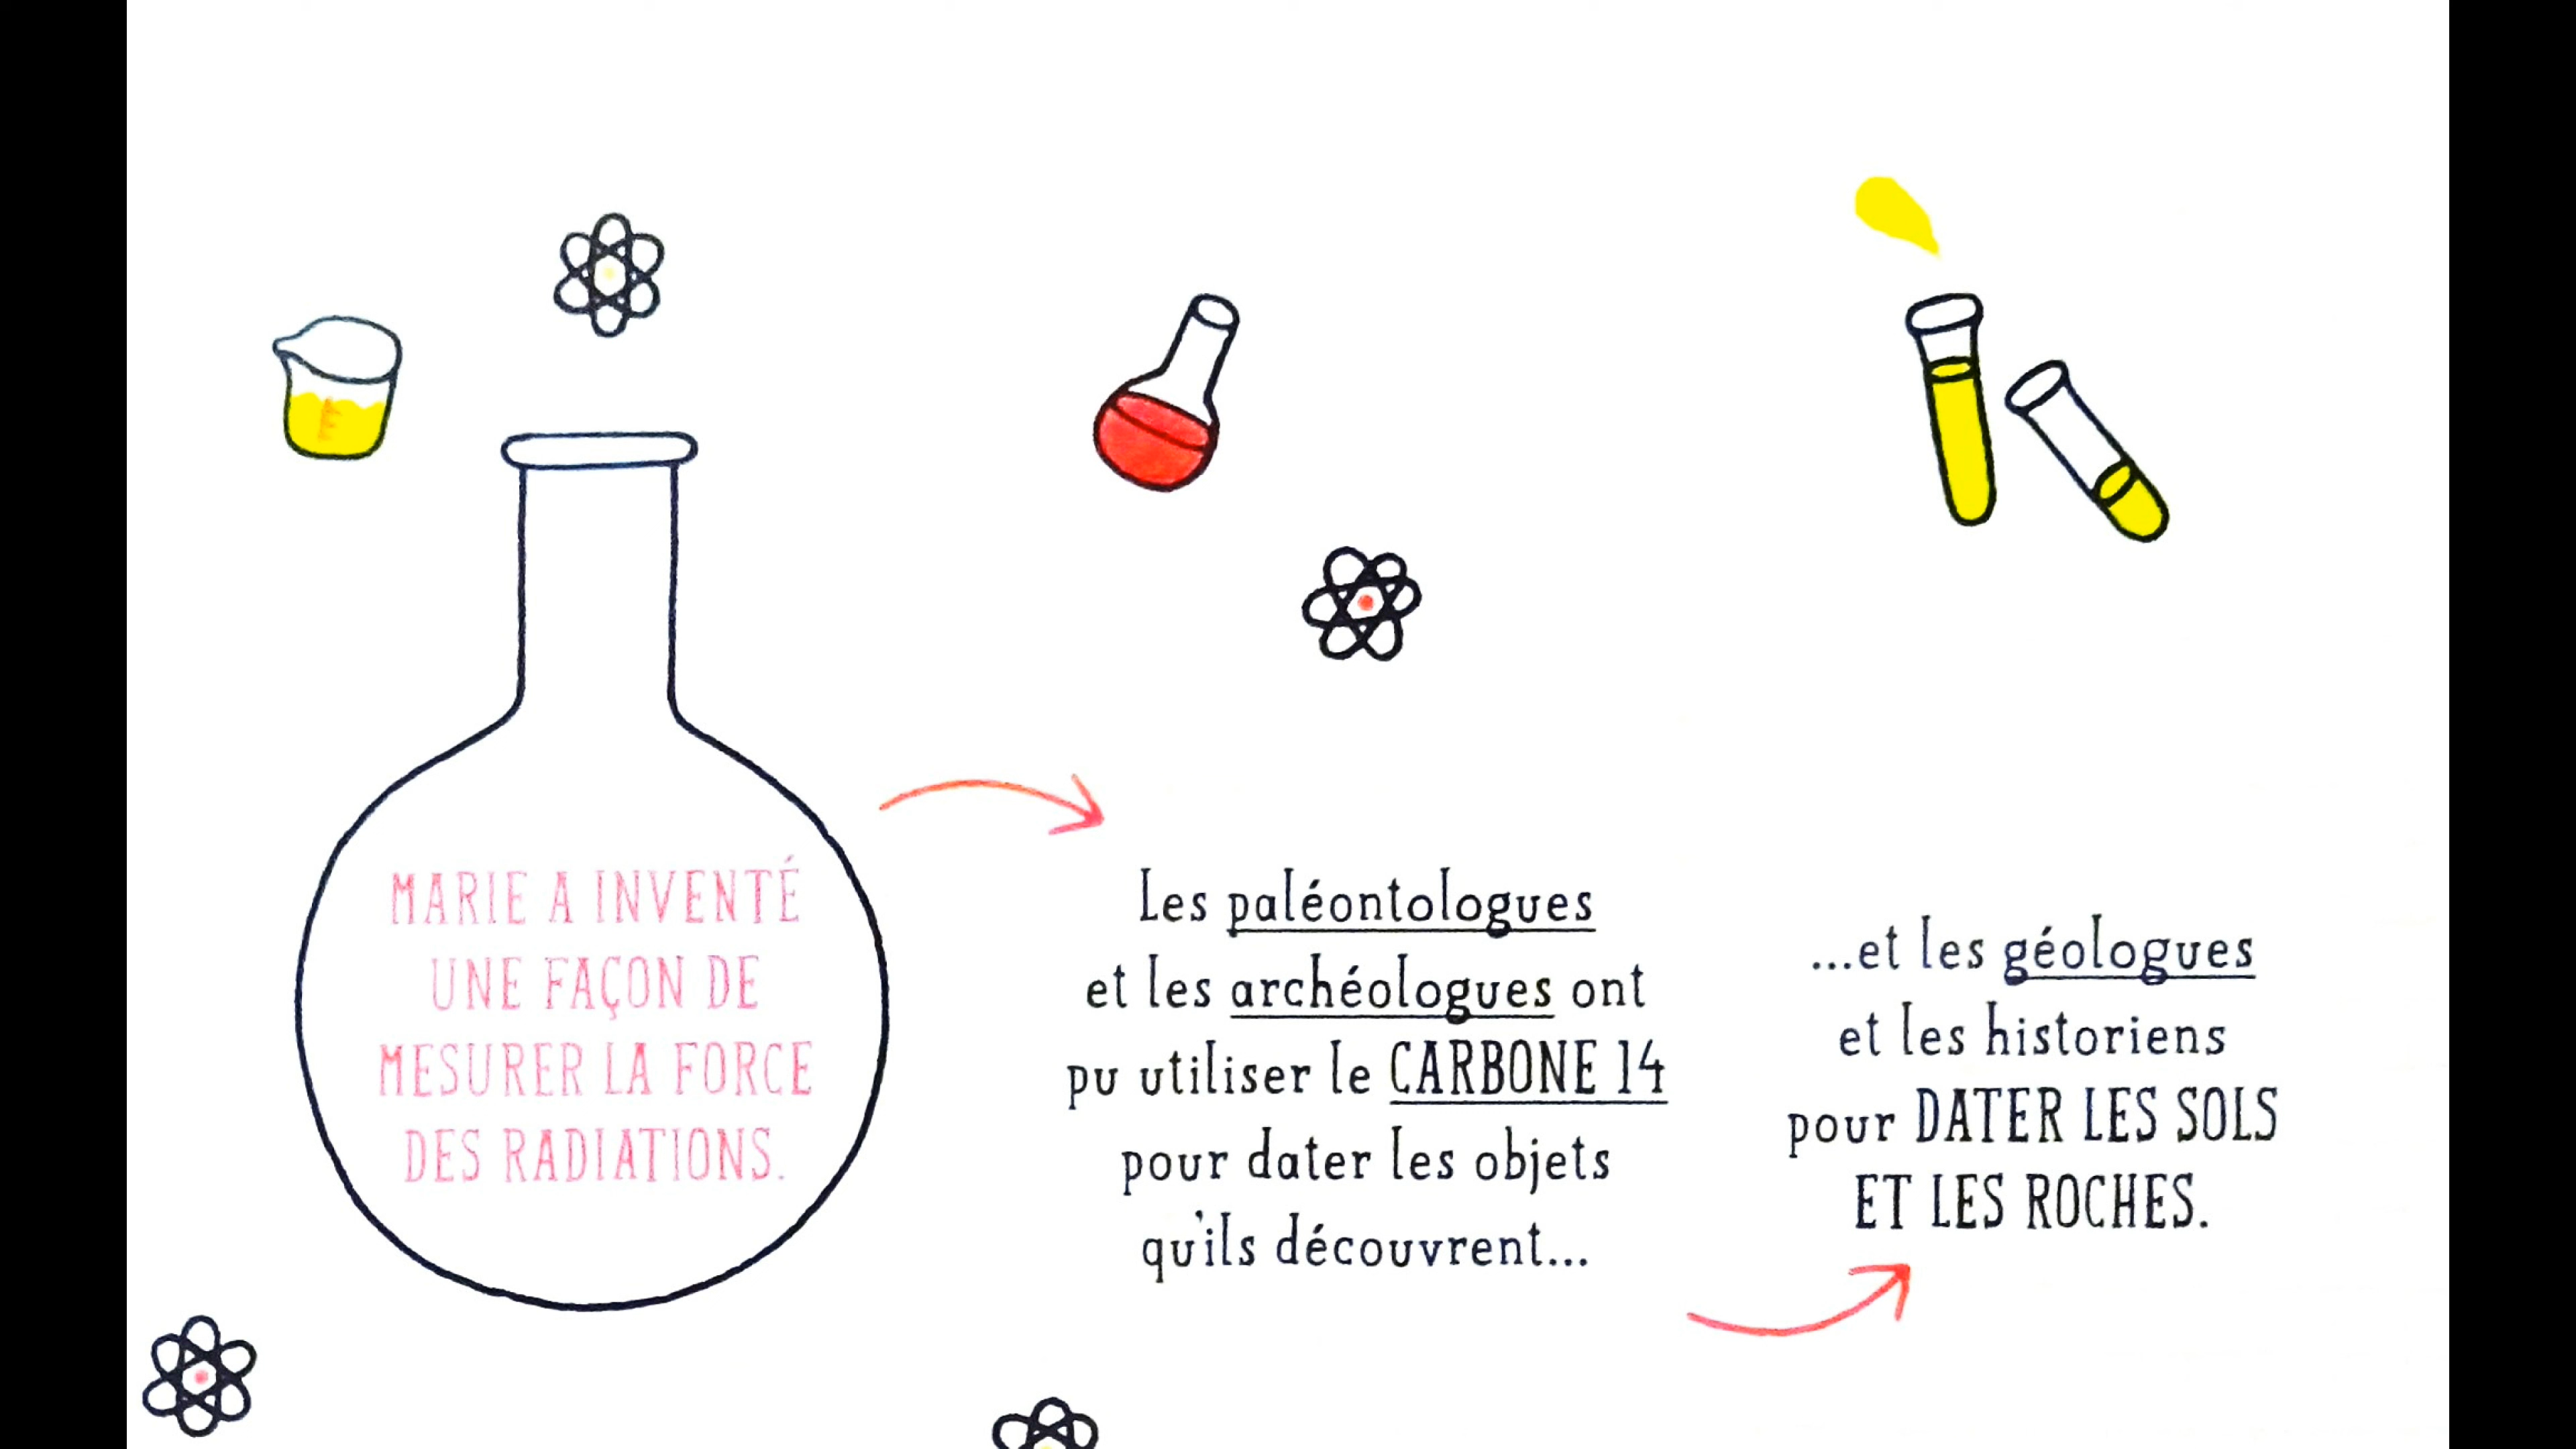 MARIE A INVENTÉ
UNE FAÇON DE
MESURER LA FORCE
DES RADIATIONS.
Les paléontologues
et les archéologues ont
pu utiliser le CARBONE 14
pour dater les objets
qu'ils découvrent...
...et les géologues
et les historiens
pour DATER LES SOLS
ET LES ROCHES.